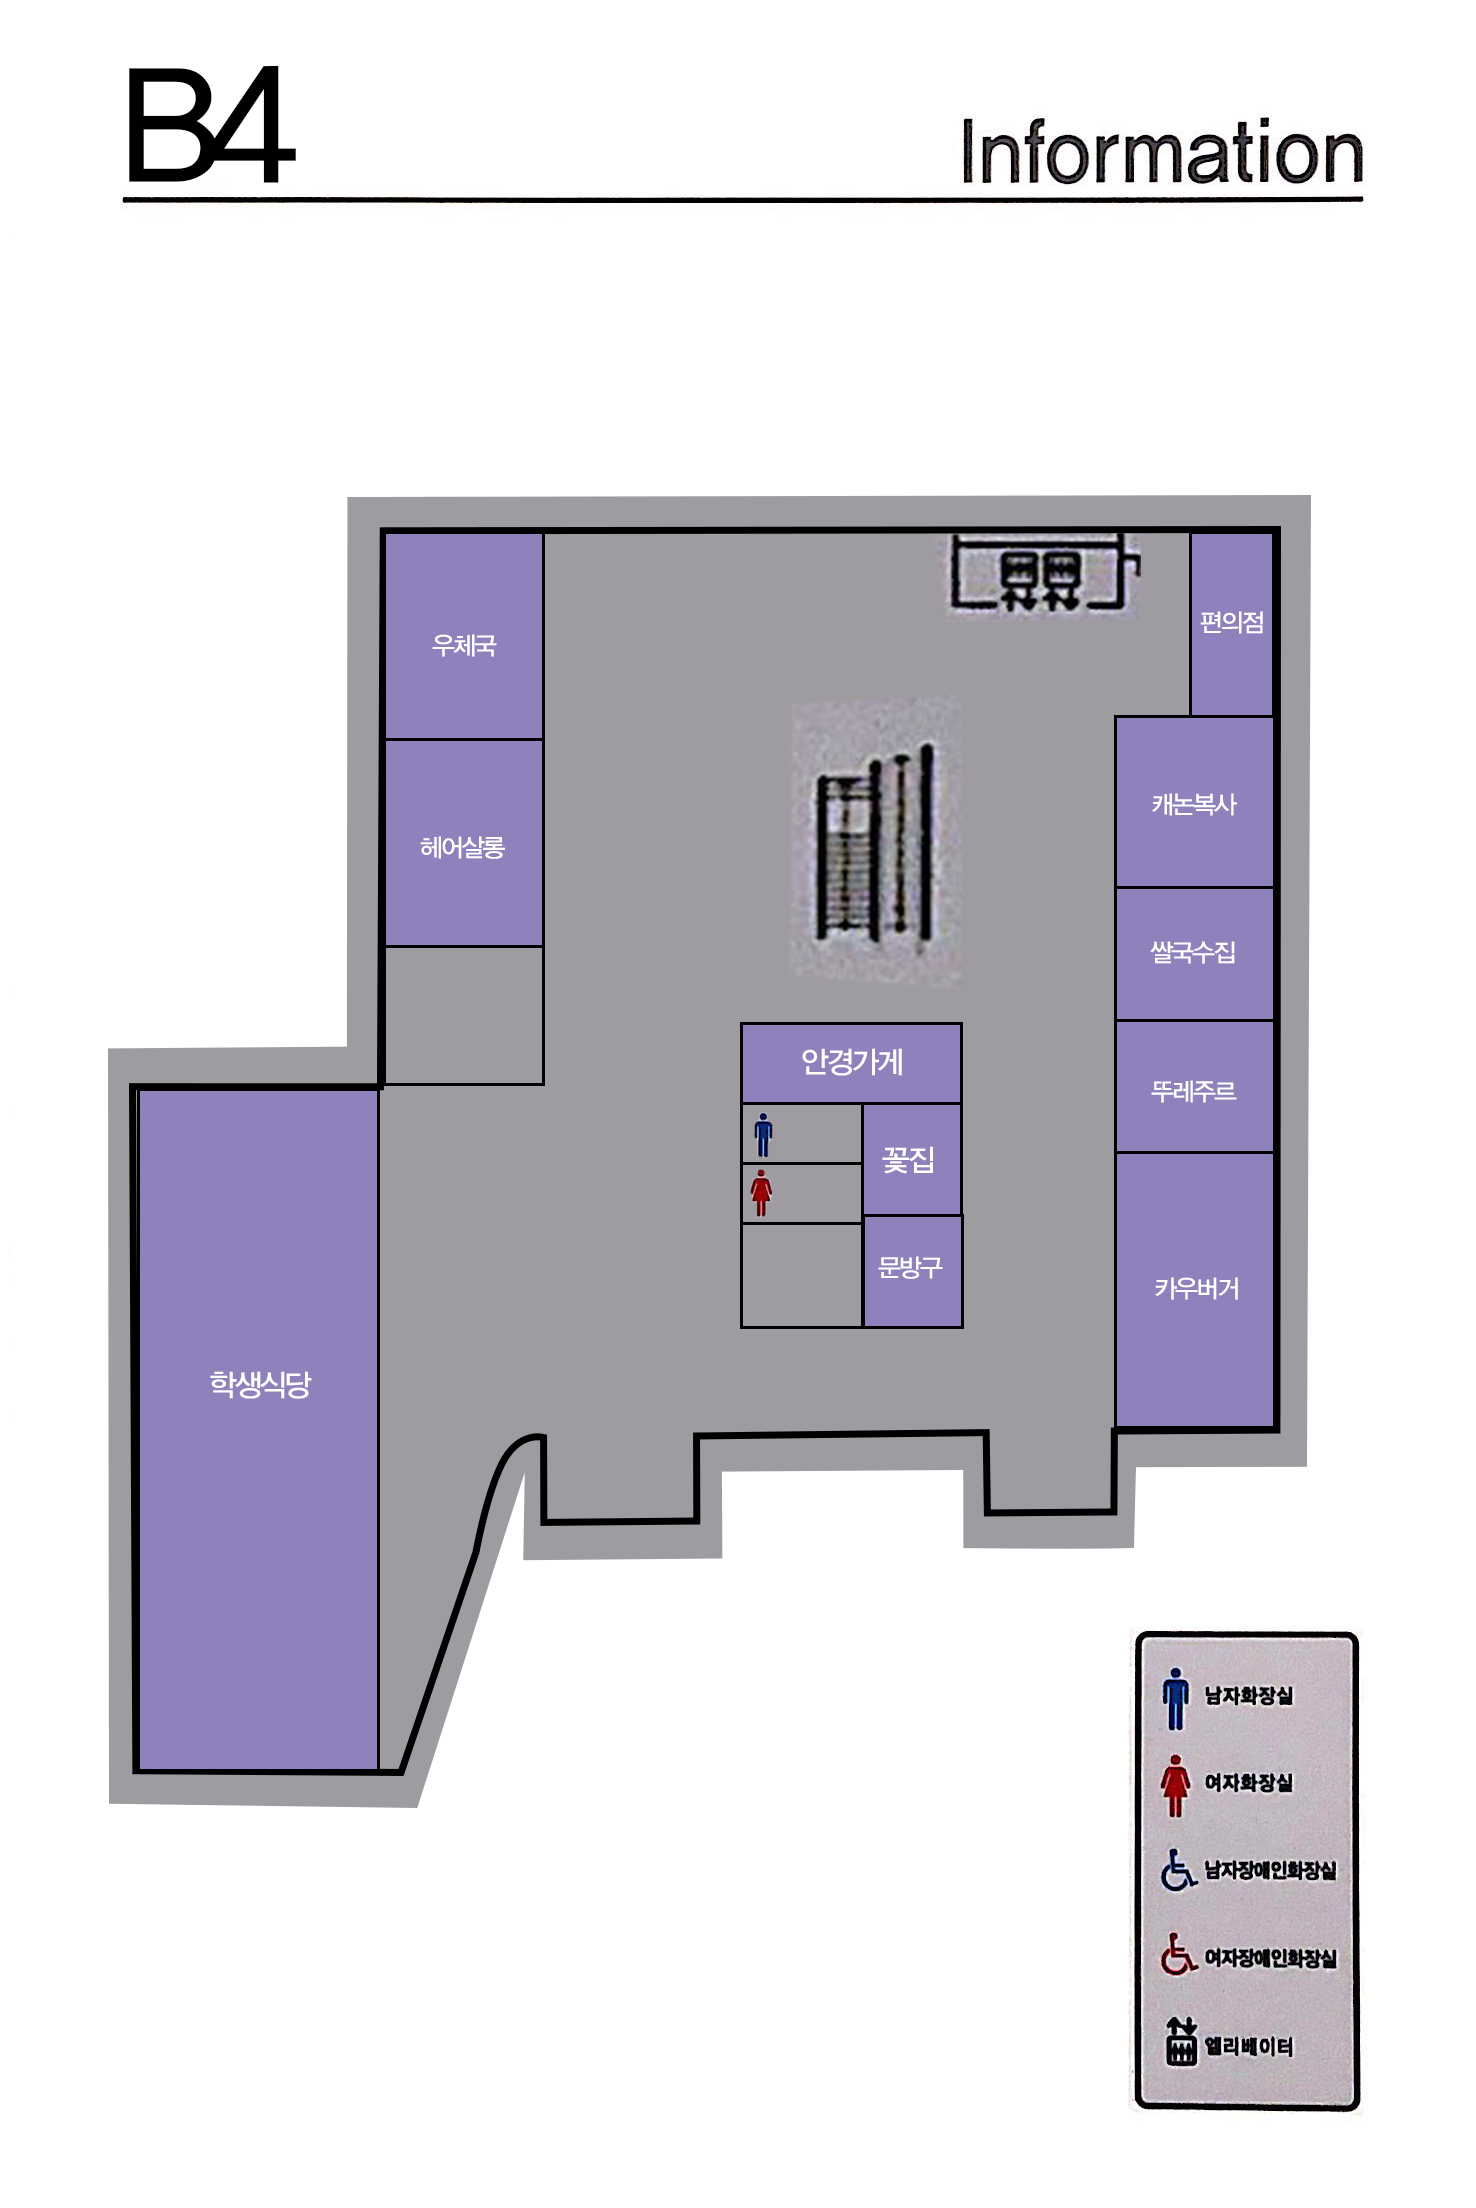 B4
Information
우체국
편의점
캐논복사
헤어살롱
쌀국수집
안경가게
뚜레주르
꽃집
문방구
카우버거
학생식당
남자화장실
여자화장실
남자장애인화장실
여자장애인화장실
엘리베이터